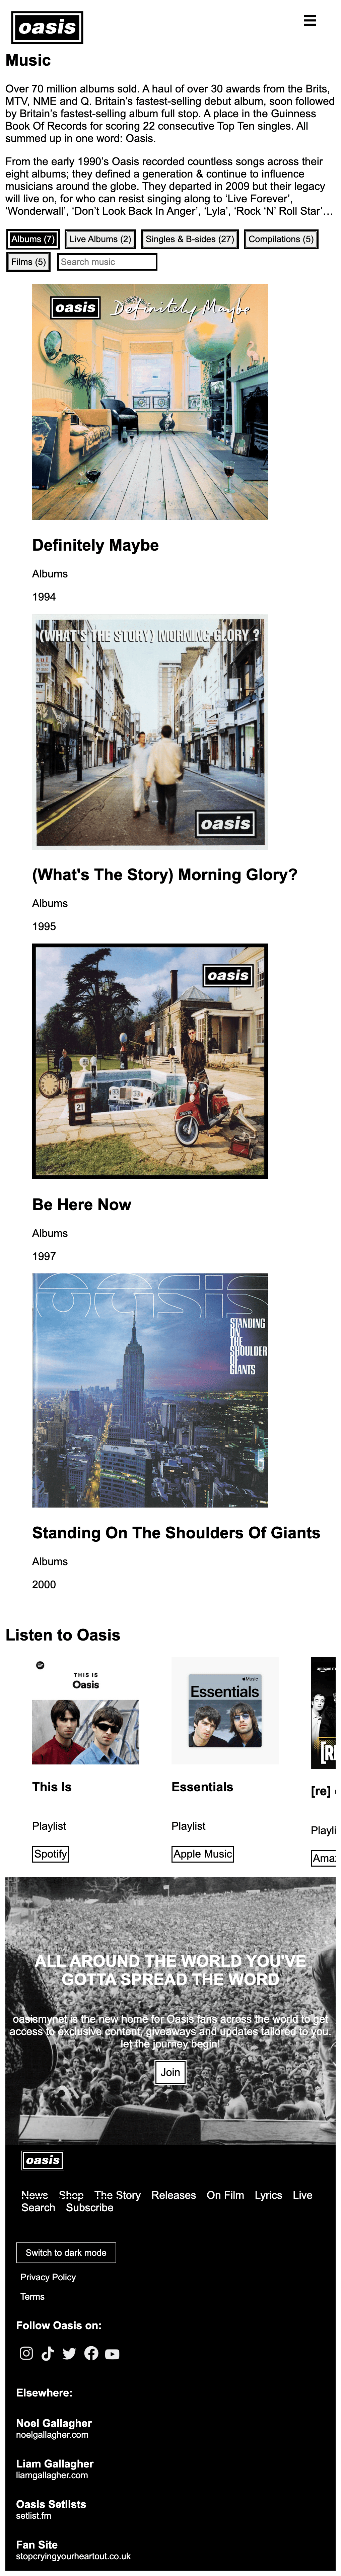 oasis
Music
Over 70 million albums sold. A haul of over 30 awards from the Brits,
MTV, NME and Q. Britain's fastest-selling debut album, soon followed
by Britain's fastest-selling album full stop. A place in the Guinness
Book Of Records for scoring 22 consecutive Top Ten singles. All
summed up in one word: Oasis.
From the early 1990's Oasis recorded countless songs across their
eight albums; they defined a generation & continue to influence
musicians around the globe. They departed in 2009 but their legacy
will live on, for who can resist singing along to ‘Live Forever’,
‘Wonderwall’, ‘Don’t Look Back In Anger’, ‘Lyla’, ‘Rock ‘N’ Roll Star’…
Albums (7) Live Albums (2) Singles & B-sides (27) Compilations (5)
Films (5) Search music
oasis Definitely Maybe
Definitely Maybe
Albums
1994
(WHAT'S THE STORY) MORNING GLORY ?
oasis
(What's The Story) Morning Glory?
Albums
1995
oasis
Be Here Now
Albums
1997
oasis
STANDING
ON
THE
SHOULDER
OF
GIANTS
Standing On The Shoulders Of Giants
Albums
2000
Listen to Oasis
THIS IS
Oasis
Music
Essentials
amazon
[R
This Is
Essentials
[re]
Playlist
Playlist
Playli
Spotify
Apple Music
Ama
ALL AROUND THE WORLD YOU'VE
GOTTA SPREAD THE WORD
oasismynet is the new home for Oasis fans across the world to get
access to exclusive content, giveaways and updates tailored to you.
let the journey begin!
Join
oasis
News Shop The Story Releases On Film Lyrics Live
Search Subscribe
Switch to dark mode
Privacy Policy
Terms
Follow Oasis on:
Elsewhere:
Noel Gallagher
noelgallagher.com
Liam Gallagher
liamgallagher.com
Oasis Setlists
setlist.fm
Fan Site
stopcryingyourheartout.co.uk